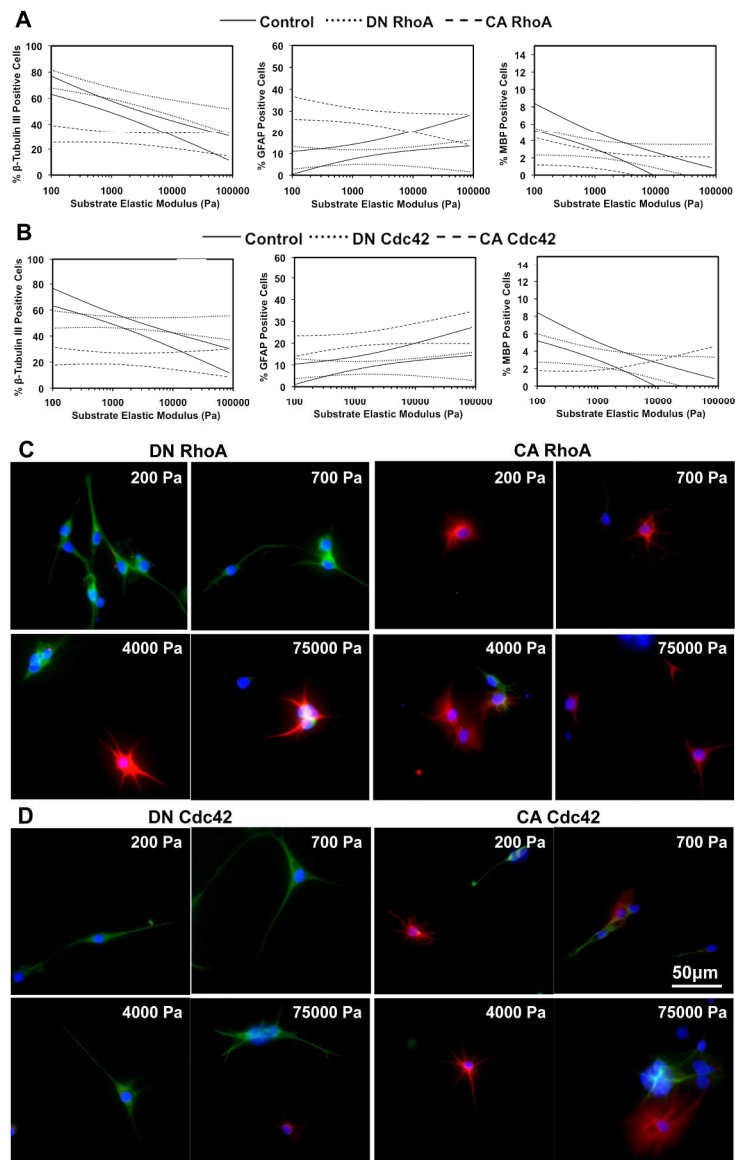 A
Control DN RhoA CA RhoA
% β-Tubulin III Positive Cells
100
80
60
40
20
0
100 1000 10000 100000
Substrate Elastic Modulus (Pa)
% GFAP Positive Cells
60
50
40
30
20
10
0
100 1000 10000 100000
Substrate Elastic Modulus (Pa)
% MBP Positive Cells
14
12
10
8
6
4
2
0
100 1000 10000 100000
Substrate Elastic Modulus (Pa)
B
Control DN Cdc42 CA Cdc42
% β-Tubulin III Positive Cells
100
80
60
40
20
0
100 1000 10000 100000
Substrate Elastic Modulus (Pa)
% GFAP Positive Cells
60
50
40
30
20
10
0
100 1000 10000 100000
Substrate Elastic Modulus (Pa)
% MBP Positive Cells
14
12
10
8
6
4
2
0
100 1000 10000 100000
Substrate Elastic Modulus (Pa)
C
DN RhoA CA RhoA
200 Pa 700 Pa 200 Pa 700 Pa
4000 Pa 75000 Pa 4000 Pa 75000 Pa
D
DN Cdc42 CA Cdc42
200 Pa 700 Pa 200 Pa 700 Pa
50μm
4000 Pa 75000 Pa 4000 Pa 75000 Pa